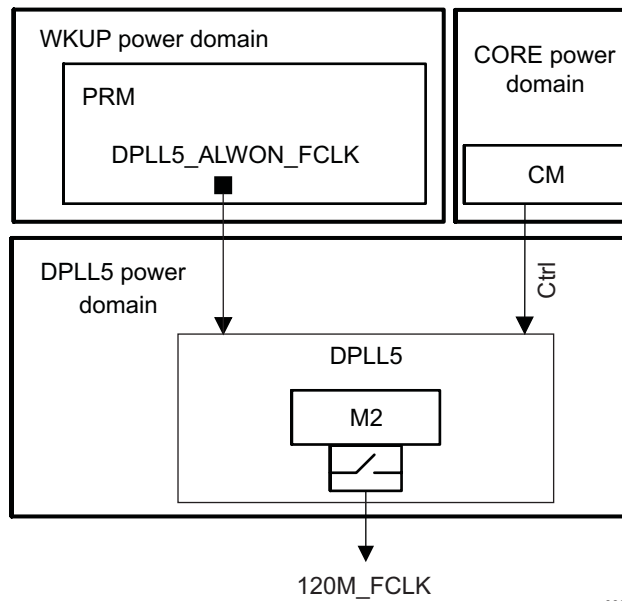 WKUP power domain
CORE power
domain
PRM
DPLL5_ALWON_FCLK
CM
DPLL5 power
domain
Ctrl
DPLL5
M2
120M_FCLK